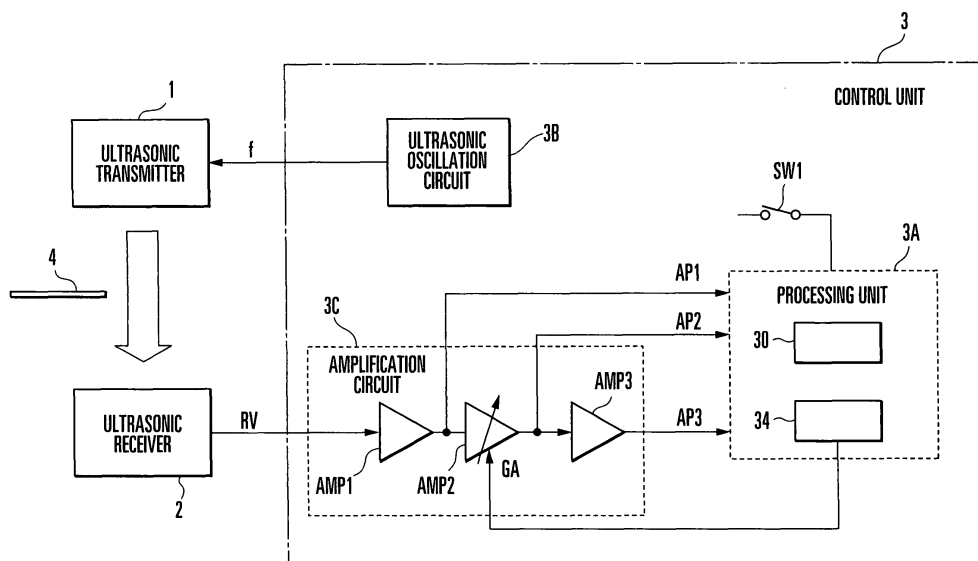 3
CONTROL UNIT
1
ULTRASONIC
TRANSMITTER
f
ULTRASONIC
OSCILLATION
CIRCUIT
3B
SW1
3A
4
AP1
PROCESSING UNIT
3C
AP2
30
AMPLIFICATION
CIRCUIT
AMP3
ULTRASONIC
RECEIVER
RV
AP3
34
AMP1
AMP2
GA
2